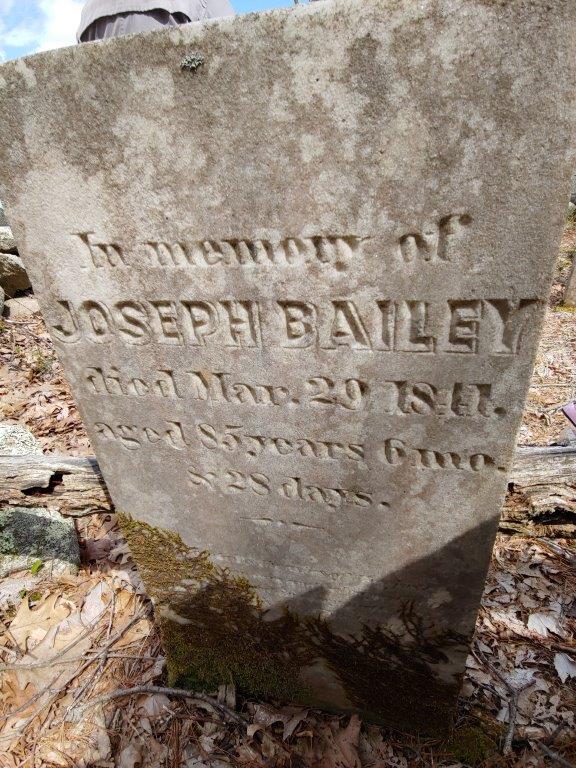 In memory of
JOSEPH BAILEY
died Mar. 29 1841.
aged 85 years 6 mo.
& 28 days.